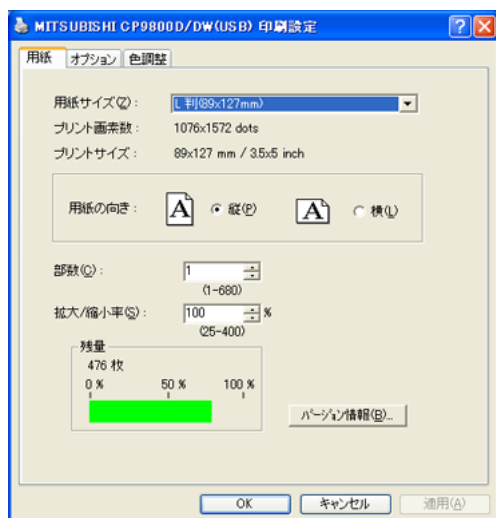 MITSUBISHI CP9800D/DW(USB) 印刷設定
用紙 オプション 色調整
用紙サイズ(Z): L 判(89x127mm)
プリント画素数: 1076x1572 dots
プリントサイズ: 89x127 mm / 3.5x5 inch
用紙の向き: A 縦(P) A 横(L)
部数(C): 1
(1-680)
拡大/縮小率(S): 100 %
(25-400)
残量
476 枚
0 % 50 % 100 %
バージョン情報(B)...
OK キャンセル 適用(A)